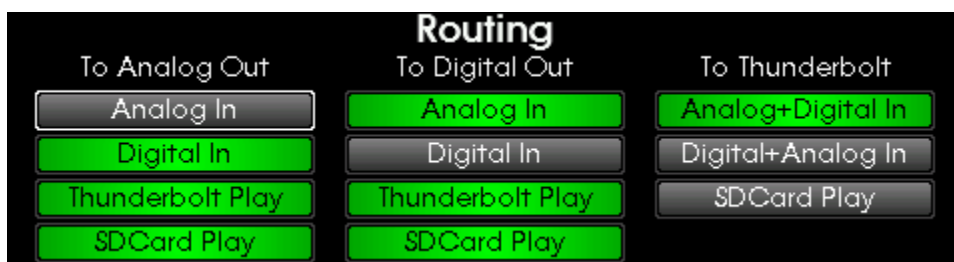 Routing
To Analog Out To Digital Out To Thunderbolt
Analog In Analog In Analog+Digital In
Digital In Digital In Digital+Analog In
Thunderbolt Play Thunderbolt Play SDCard Play
SDCard Play SDCard Play